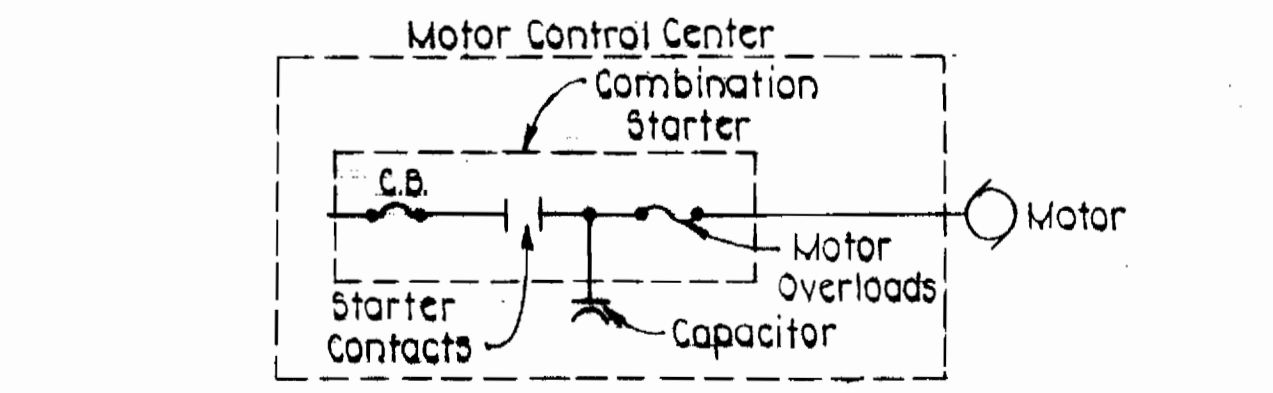 Motor Control Center
Combination
Starter
C.B.
Motor
Motor
Overloads
Starter
Contacts
Capacitor